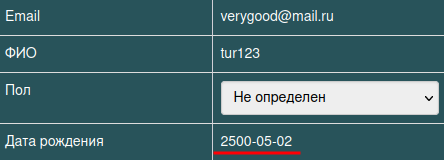 Email verygood@mail.ru
ФИО tur123
Пол Не определен
Дата рождения 2500-05-02